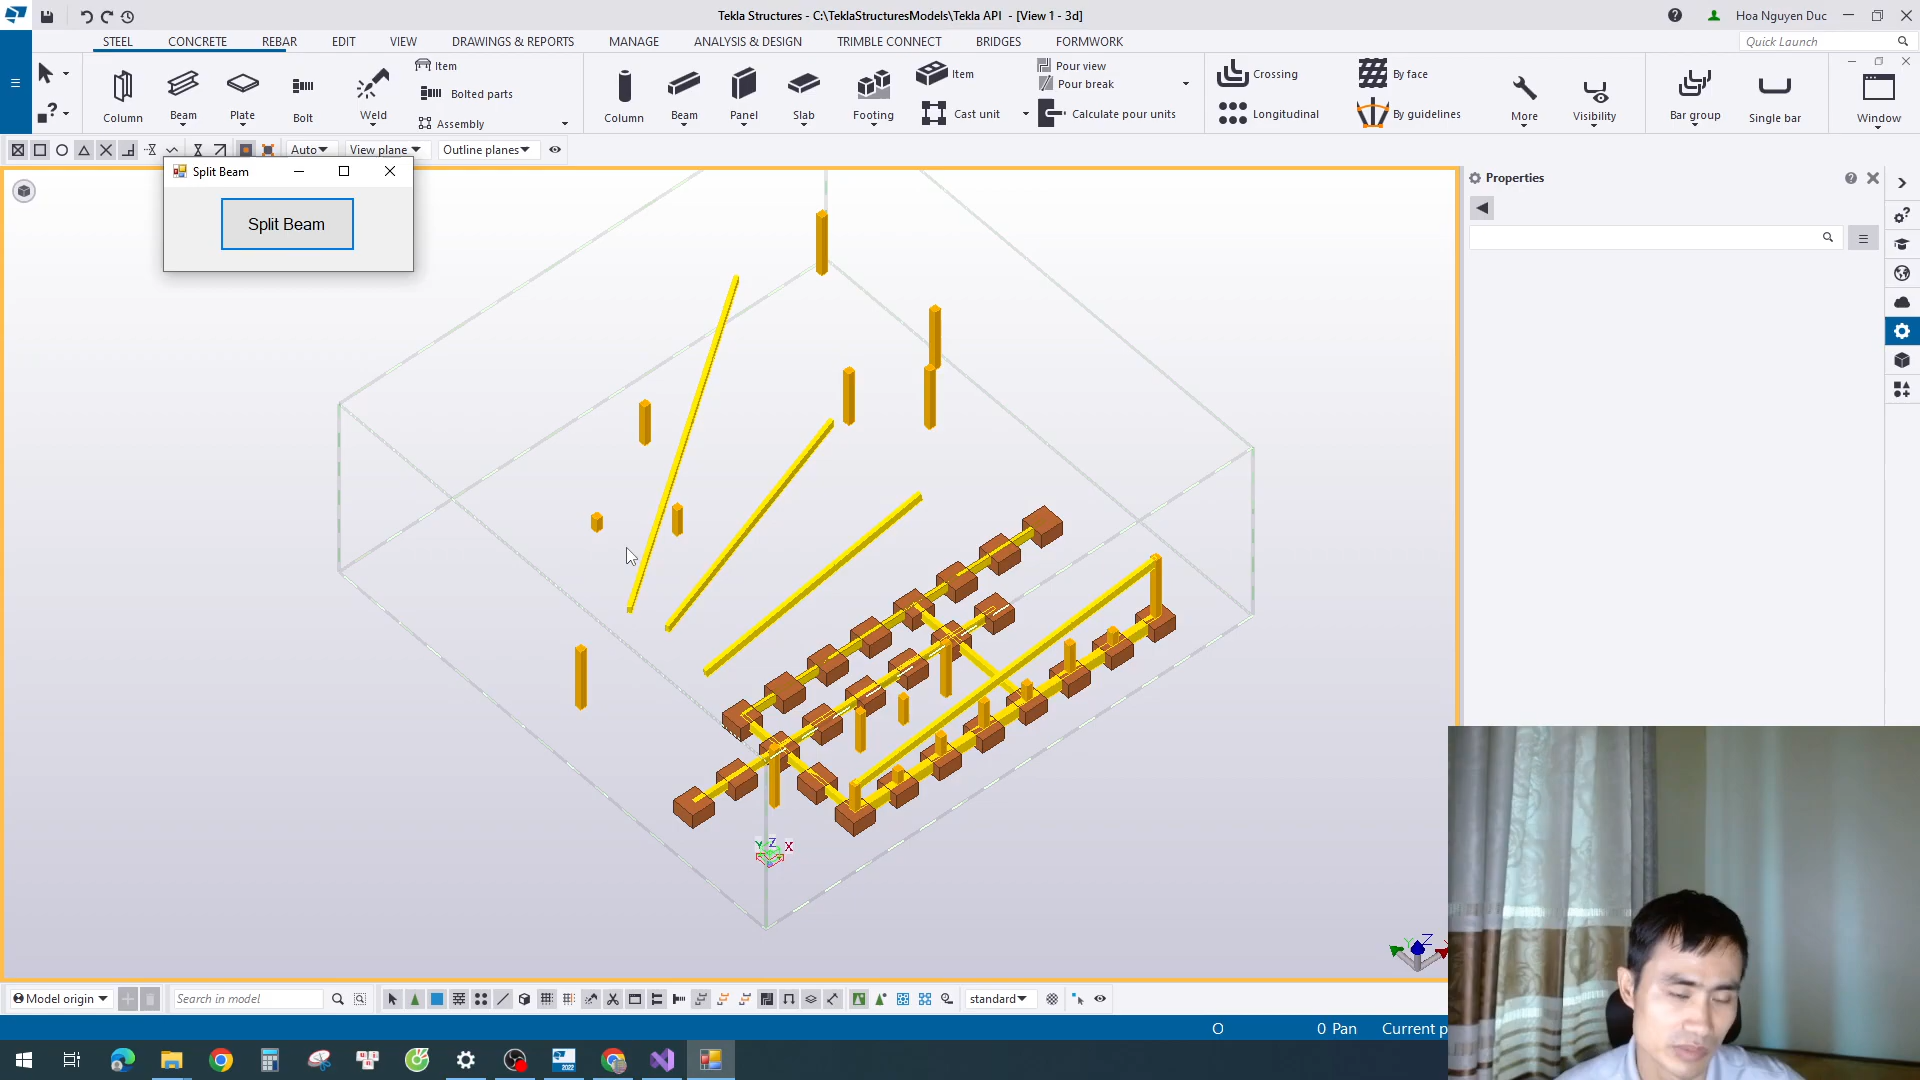 Tekla Structures - C:\TeklaStructuresModels\Tekla API - [View 1 - 3d]
Hoa Nguyen Duc
STEEL CONCRETE REBAR EDIT VIEW DRAWINGS & REPORTS MANAGE ANALYSIS & DESIGN TRIMBLE CONNECT BRIDGES FORMWORK
Quick Launch
Item
Bolted parts
Assembly
Column Beam Plate Bolt Weld
Column Beam Panel Slab Footing
Item
Cast unit
Pour view
Pour break
Calculate pour units
Crossing
Longitudinal
By face
By guidelines
More Visibility
Bar group Single bar
Window
Auto View plane Outline planes
Split Beam
Split Beam
Properties
Y Z X
Y Z
Model origin
Search in model
standard
O 0 Pan Current p
2022